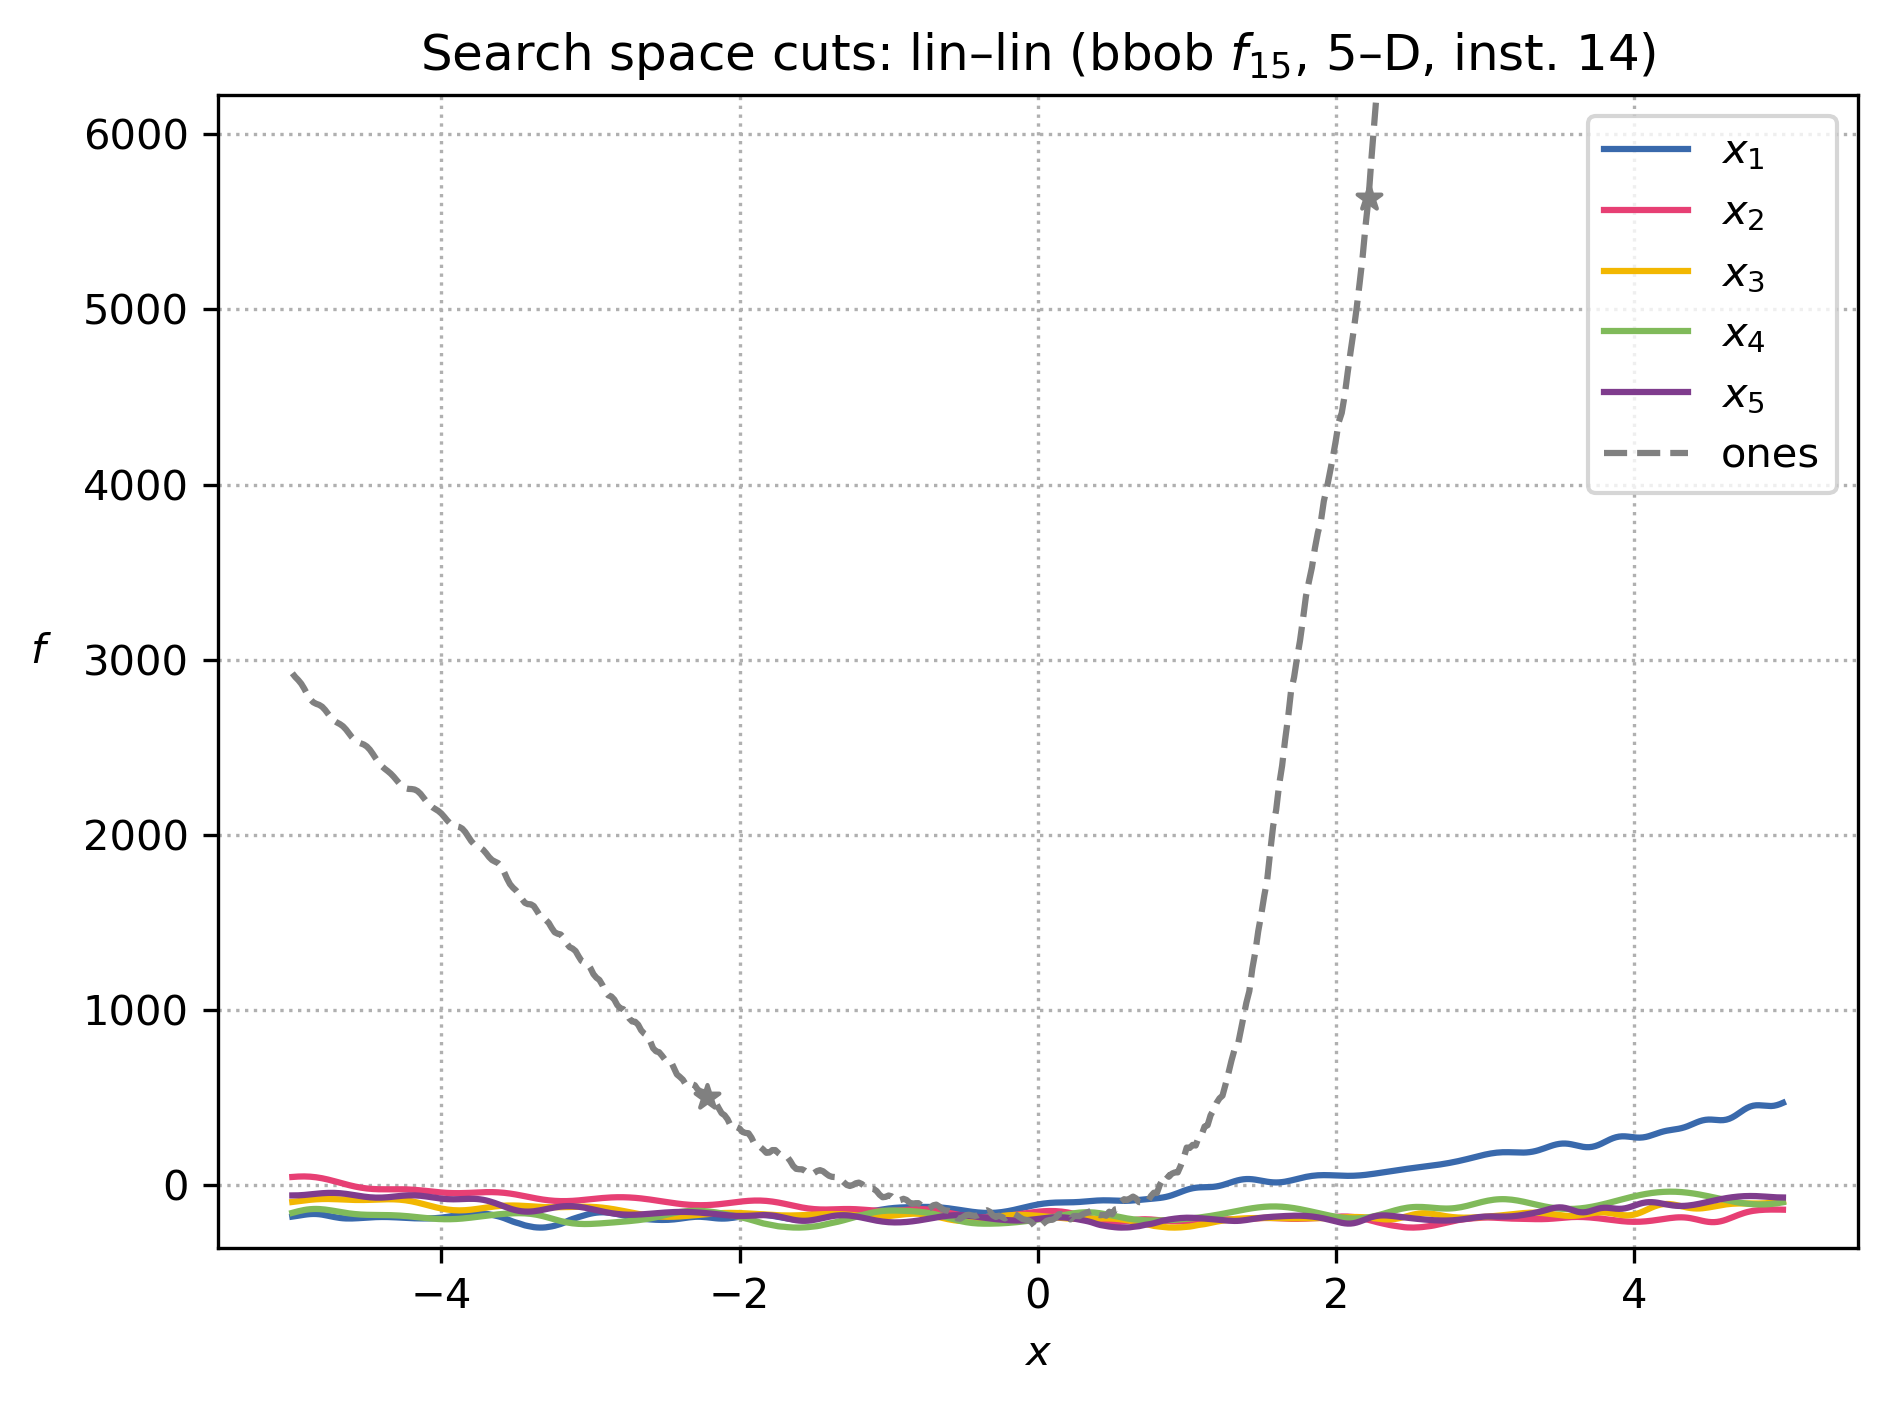 Search space cuts: lin–lin (bbob f₁₅, 5–D, inst. 14)
6000
5000
4000
3000
2000
1000
0
f
−4
−2
0
2
4
x
x₁
x₂
x₃
x₄
x₅
ones